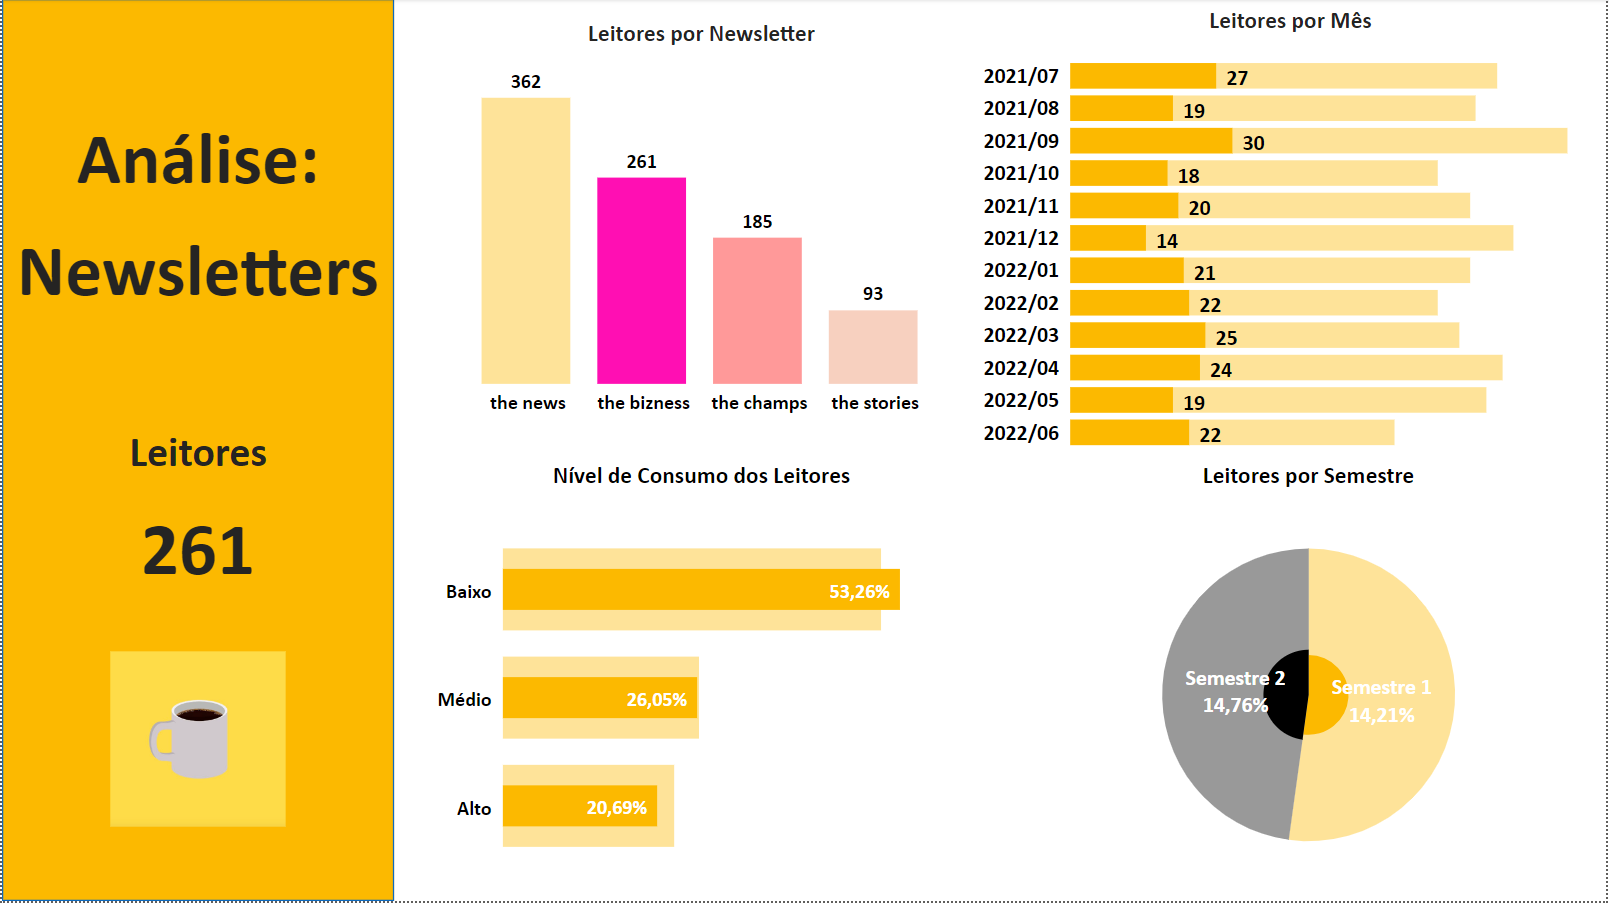 Análise:
Newsletters
Leitores
261
Leitores por Newsletter
362
261
185
93
the news
the bizness
the champs
the stories
Leitores por Mês
2021/07 27
2021/08 19
2021/09 30
2021/10 18
2021/11 20
2021/12 14
2022/01 21
2022/02 22
2022/03 25
2022/04 24
2022/05 19
2022/06 22
Nível de Consumo dos Leitores
Baixo 53,26%
Médio 26,05%
Alto 20,69%
Leitores por Semestre
Semestre 2
14,76%
Semestre 1
14,21%